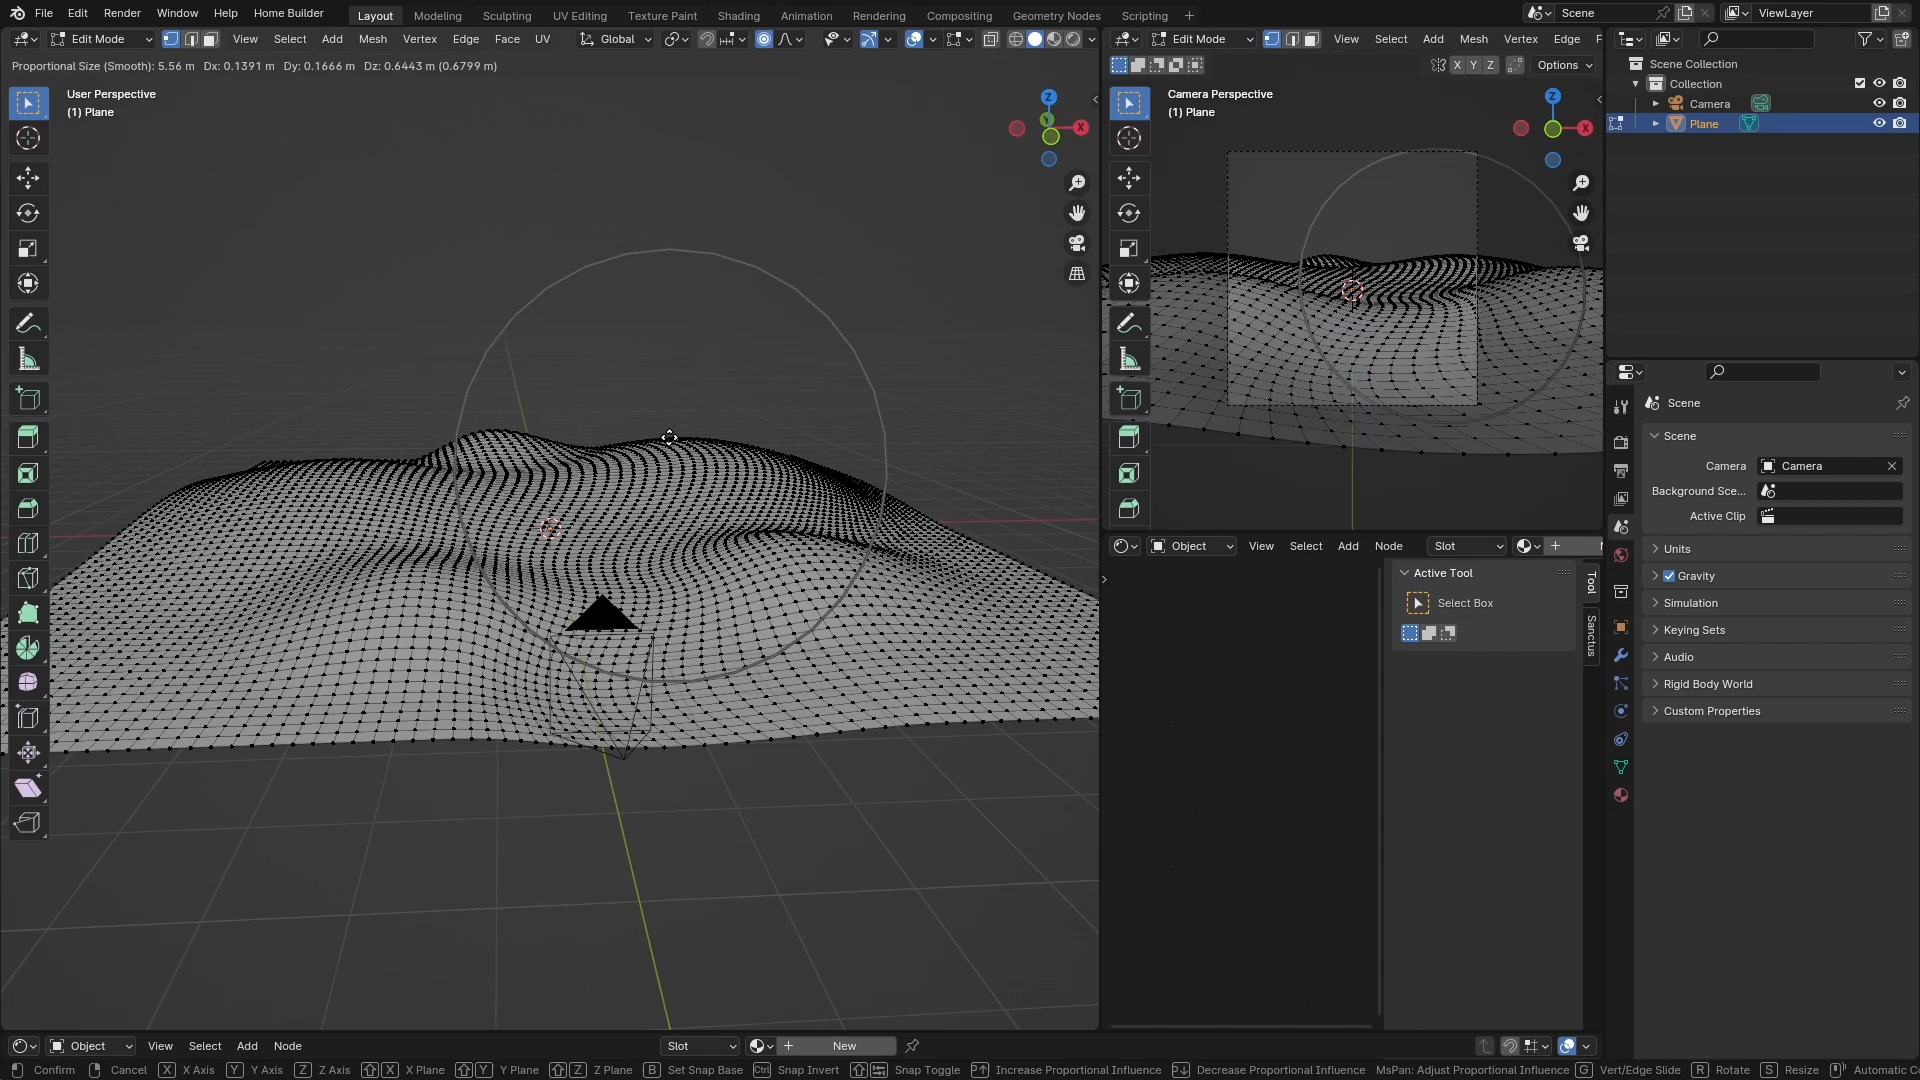 File Edit Render Window Help Home Builder Layout Modeling Sculpting UV Editing Texture Paint Shading Animation Rendering Compositing Geometry Nodes Scripting + Scene ViewLayer
Edit Mode View Select Add Mesh Vertex Edge Face UV Global
Edit Mode View Select Add Mesh Vertex Edge F
Proportional Size (Smooth): 5.56 m Dx: 0.1391 m Dy: 0.1666 m Dz: 0.6443 m (0.6799 m)
X Y Z Options
User Perspective
(1) Plane
Z
Y
X
Camera Perspective
(1) Plane
Z
X
Scene Collection
Collection
Camera
Plane
Scene
Scene
Camera Camera
Background Sce...
Active Clip
Units
Gravity
Simulation
Keying Sets
Audio
Rigid Body World
Custom Properties
Object View Select Add Node Slot +
Active Tool
Select Box
Tool
Sanctus
Object View Select Add Node Slot + New
Confirm Cancel X X Axis Y Y Axis Z Z Axis X X Plane Y Y Plane Z Z Plane B Set Snap Base Ctrl Snap Invert Snap Toggle Increase Proportional Influence Decrease Proportional Influence MsPan: Adjust Proportional Influence G Vert/Edge Slide R Rotate S Resize Automatic